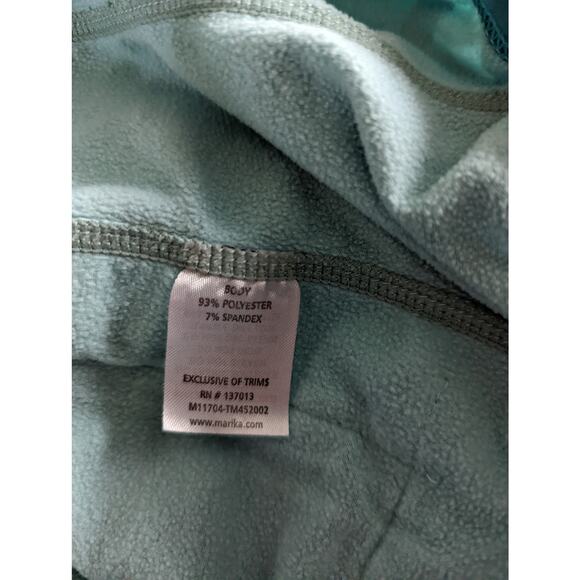 BODY
93% POLYESTER
7% SPANDEX
EXCLUSIVE OF TRIMS
RN # 137013
M11704-TM452002
www.marika.com